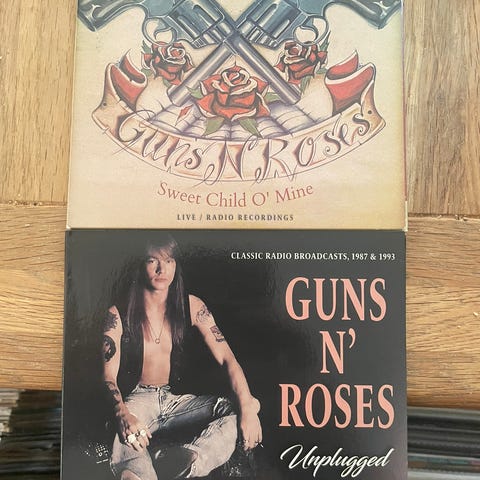 Guns N' Roses
Sweet Child O' Mine
LIVE / RADIO RECORDINGS
CLASSIC RADIO BROADCASTS, 1987 & 1993
GUNS
N'
ROSES
Unplugged